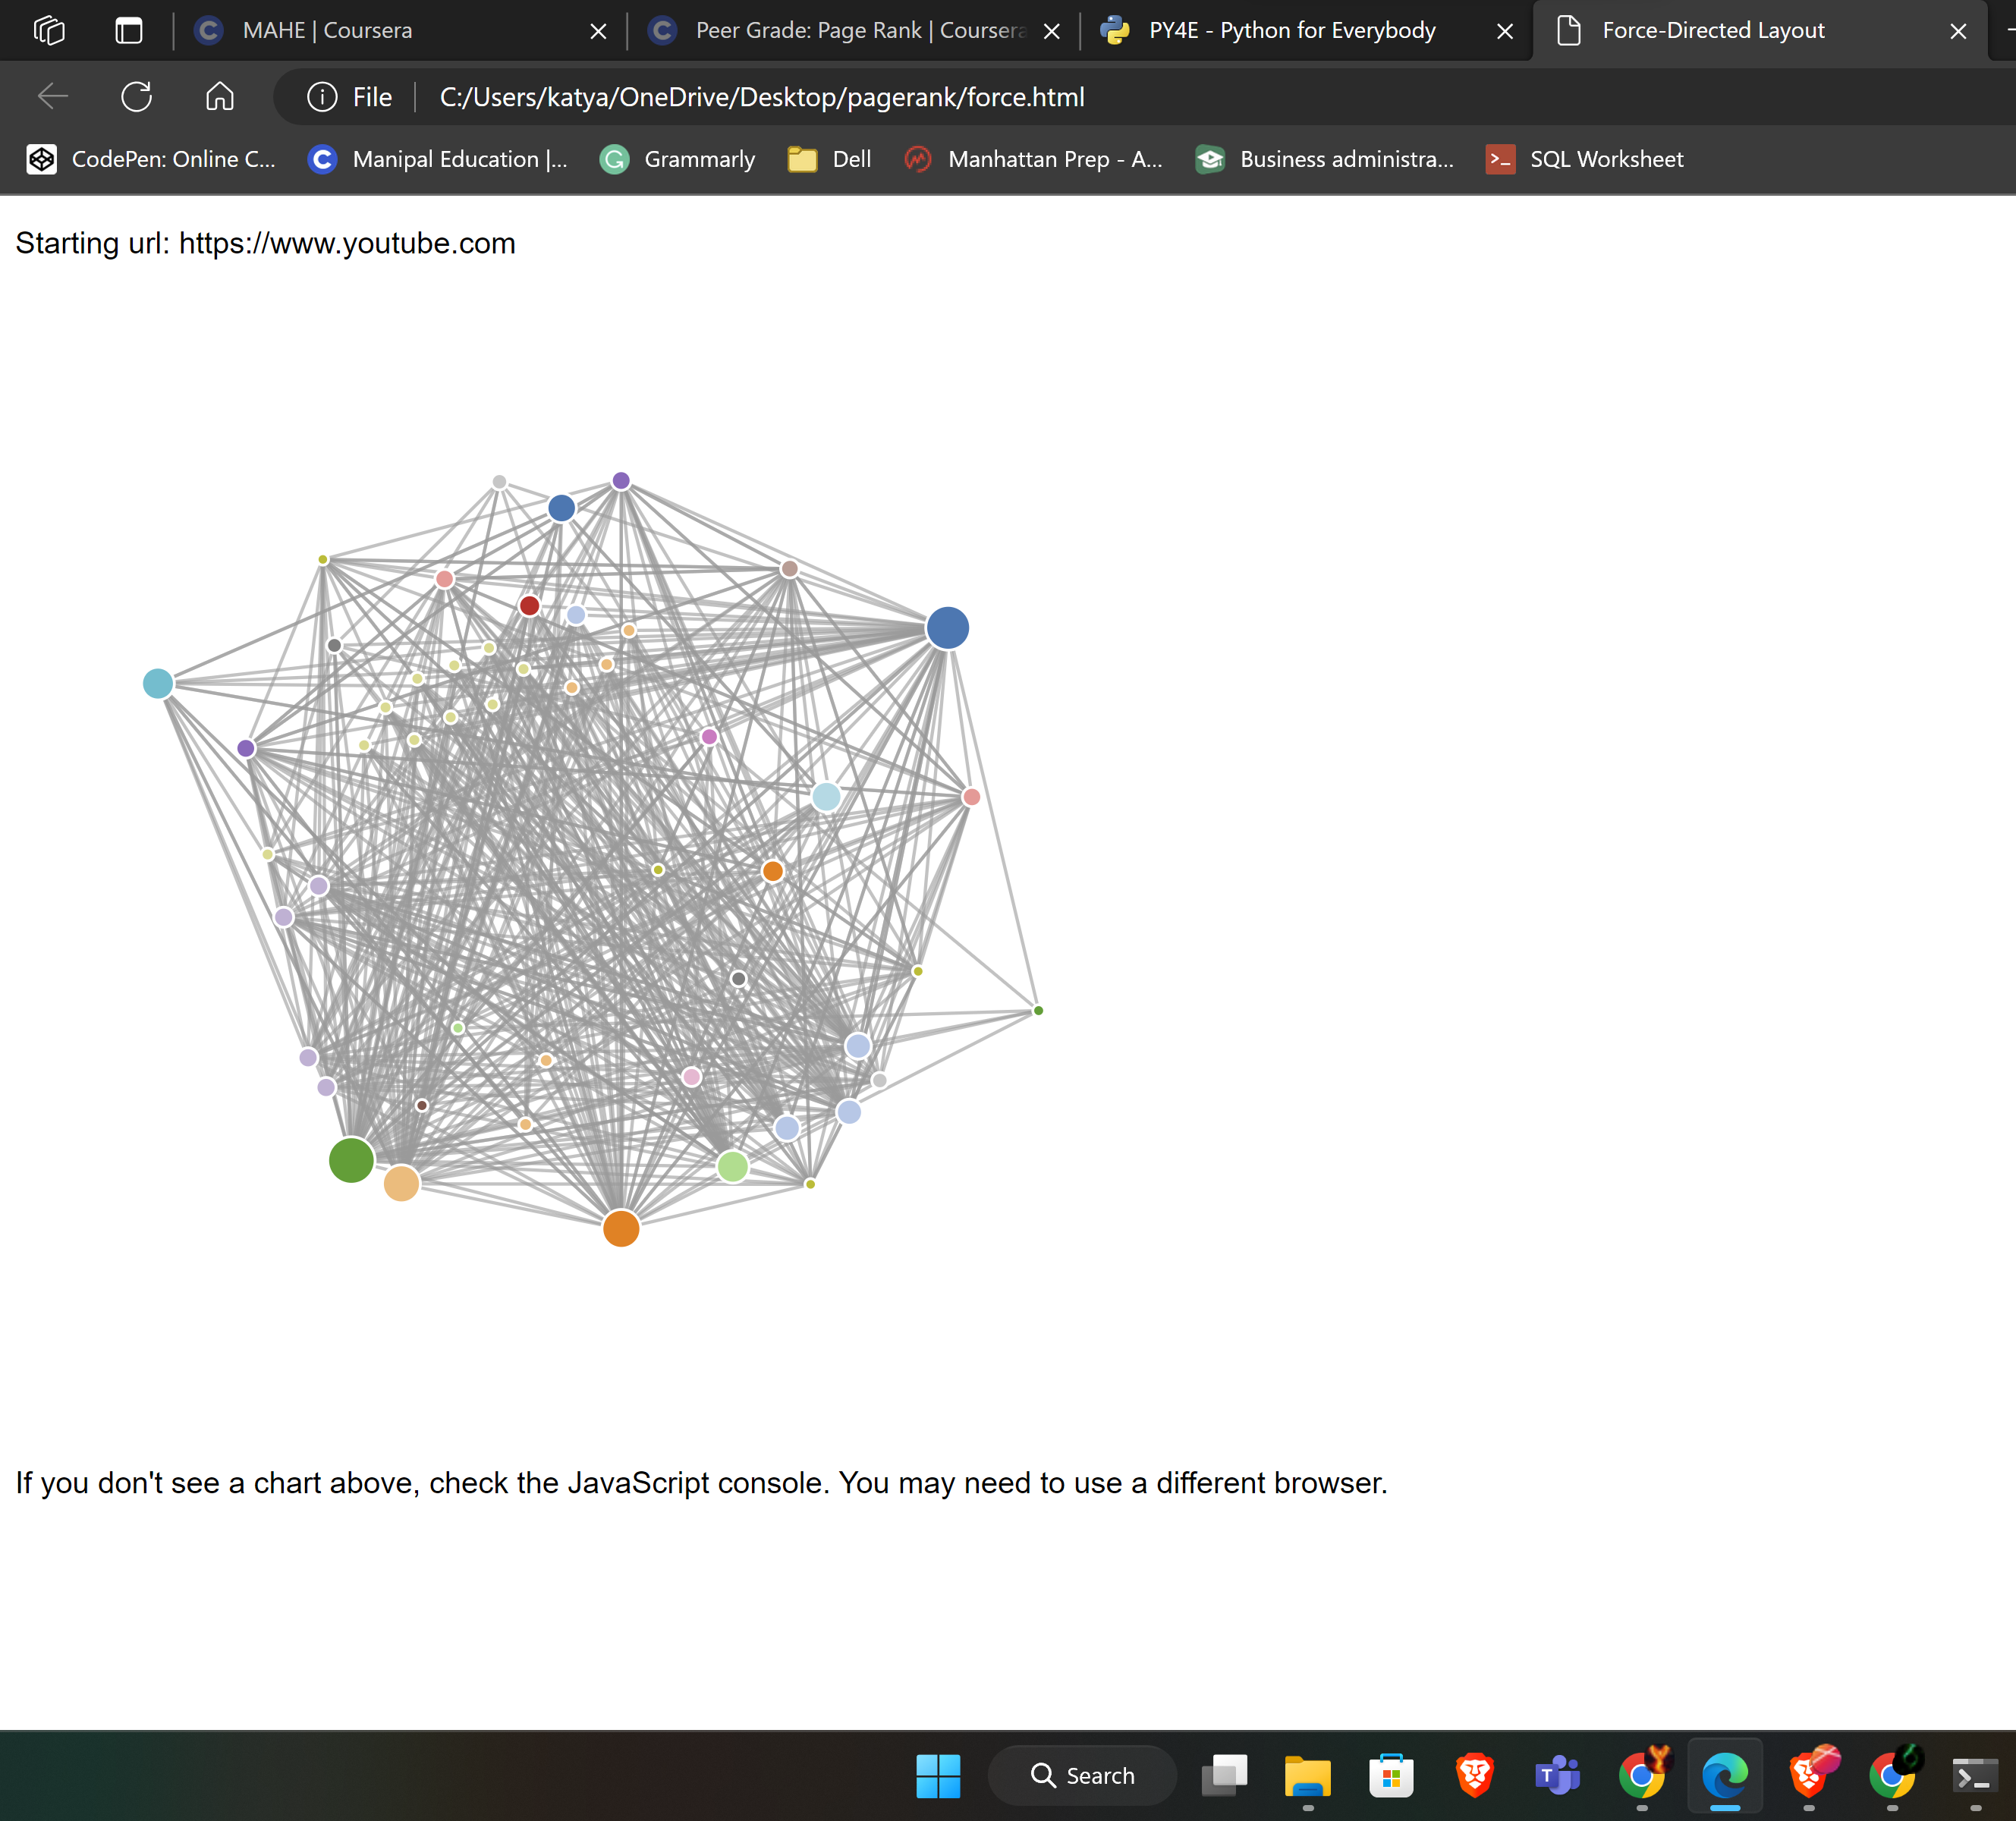 MAHE | Coursera
Peer Grade: Page Rank | Coursera
PY4E - Python for Everybody
Force-Directed Layout
File
C:/Users/katya/OneDrive/Desktop/pagerank/force.html
CodePen: Online C...
Manipal Education |...
Grammarly
Dell
Manhattan Prep - A...
Business administra...
SQL Worksheet
Starting url: https://www.youtube.com
If you don't see a chart above, check the JavaScript console. You may need to use a different browser.
Search